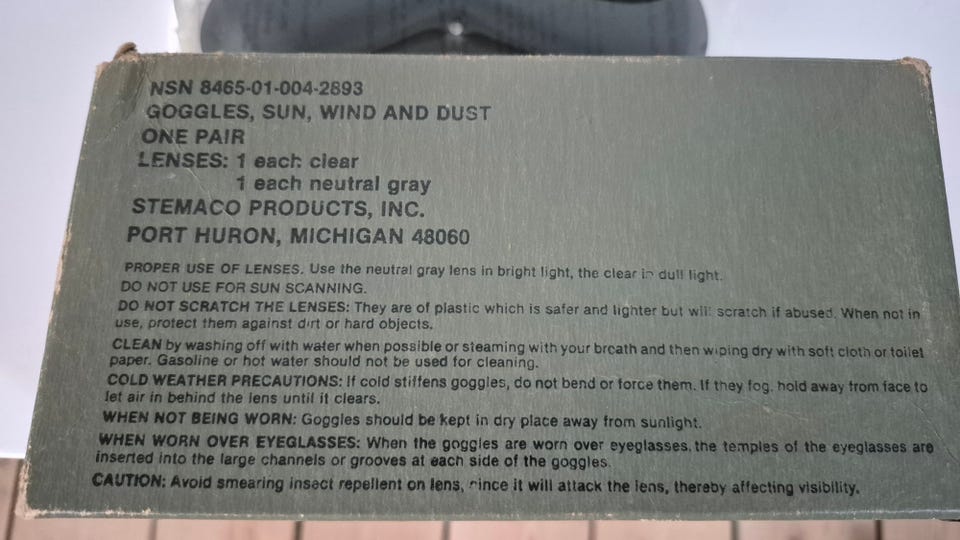 NSN 8465-01-004-2893
GOGGLES, SUN, WIND AND DUST
ONE PAIR
LENSES: 1 each clear
1 each neutral gray
STEMACO PRODUCTS, INC.
PORT HURON, MICHIGAN 48060
PROPER USE OF LENSES. Use the neutral gray lens in bright light, the clear in dull light.
DO NOT USE FOR SUN SCANNING.
DO NOT SCRATCH THE LENSES: They are of plastic which is safer and lighter but will scratch if abused. When not in
use, protect them against dirt or hard objects.
CLEAN by washing off with water when possible or steaming with your breath and then wiping dry with soft cloth or toilet
paper. Gasoline or hot water should not be used for cleaning.
COLD WEATHER PRECAUTIONS: If cold stiffens goggles, do not bend or force them. If they fog, hold away from face to
let air in behind the lens until it clears.
WHEN NOT BEING WORN: Goggles should be kept in dry place away from sunlight.
WHEN WORN OVER EYEGLASSES: When the goggles are worn over eyeglasses, the temples of the eyeglasses are
inserted into the large channels or grooves at each side of the goggles.
CAUTION: Avoid smearing insect repellent on lens, since it will attack the lens, thereby affecting visibility.